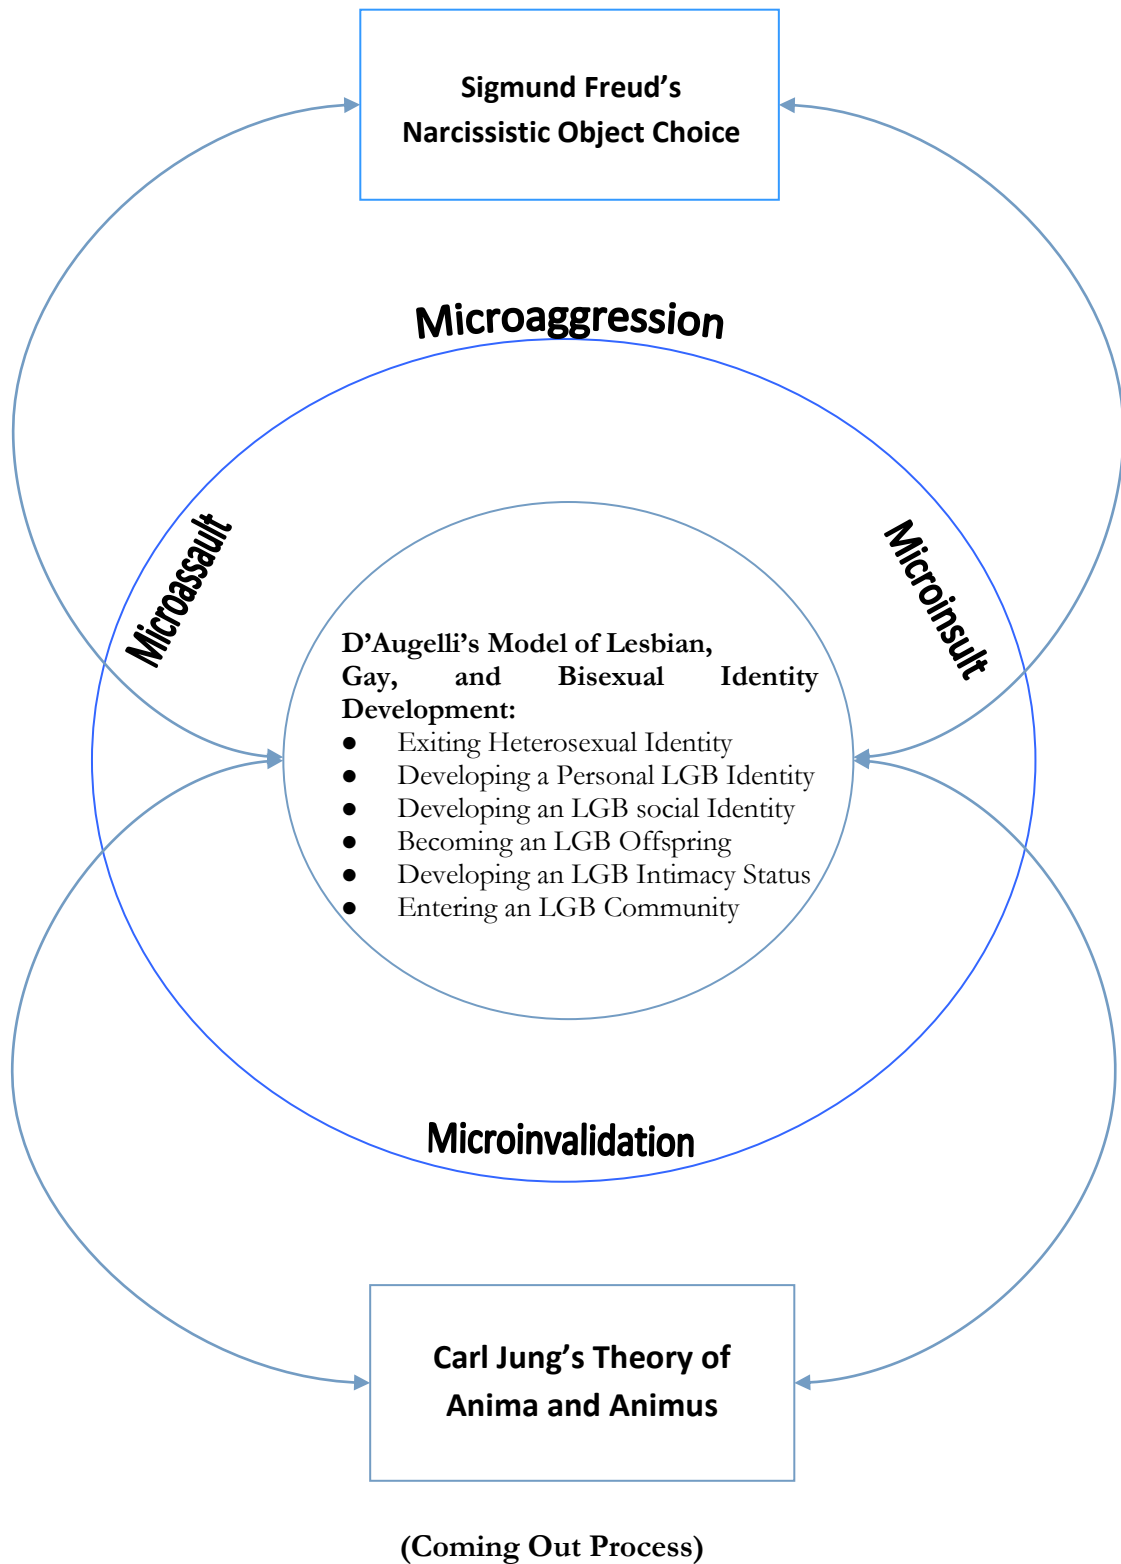 Sigmund Freud’s
Narcissistic Object Choice
Microaggression
Microassault
Microinsult
D’Augelli’s Model of Lesbian,
Gay, and Bisexual Identity
Development:
● Exiting Heterosexual Identity
● Developing a Personal LGB Identity
● Developing an LGB social Identity
● Becoming an LGB Offspring
● Developing an LGB Intimacy Status
● Entering an LGB Community
Microinvalidation
Carl Jung’s Theory of
Anima and Animus
(Coming Out Process)